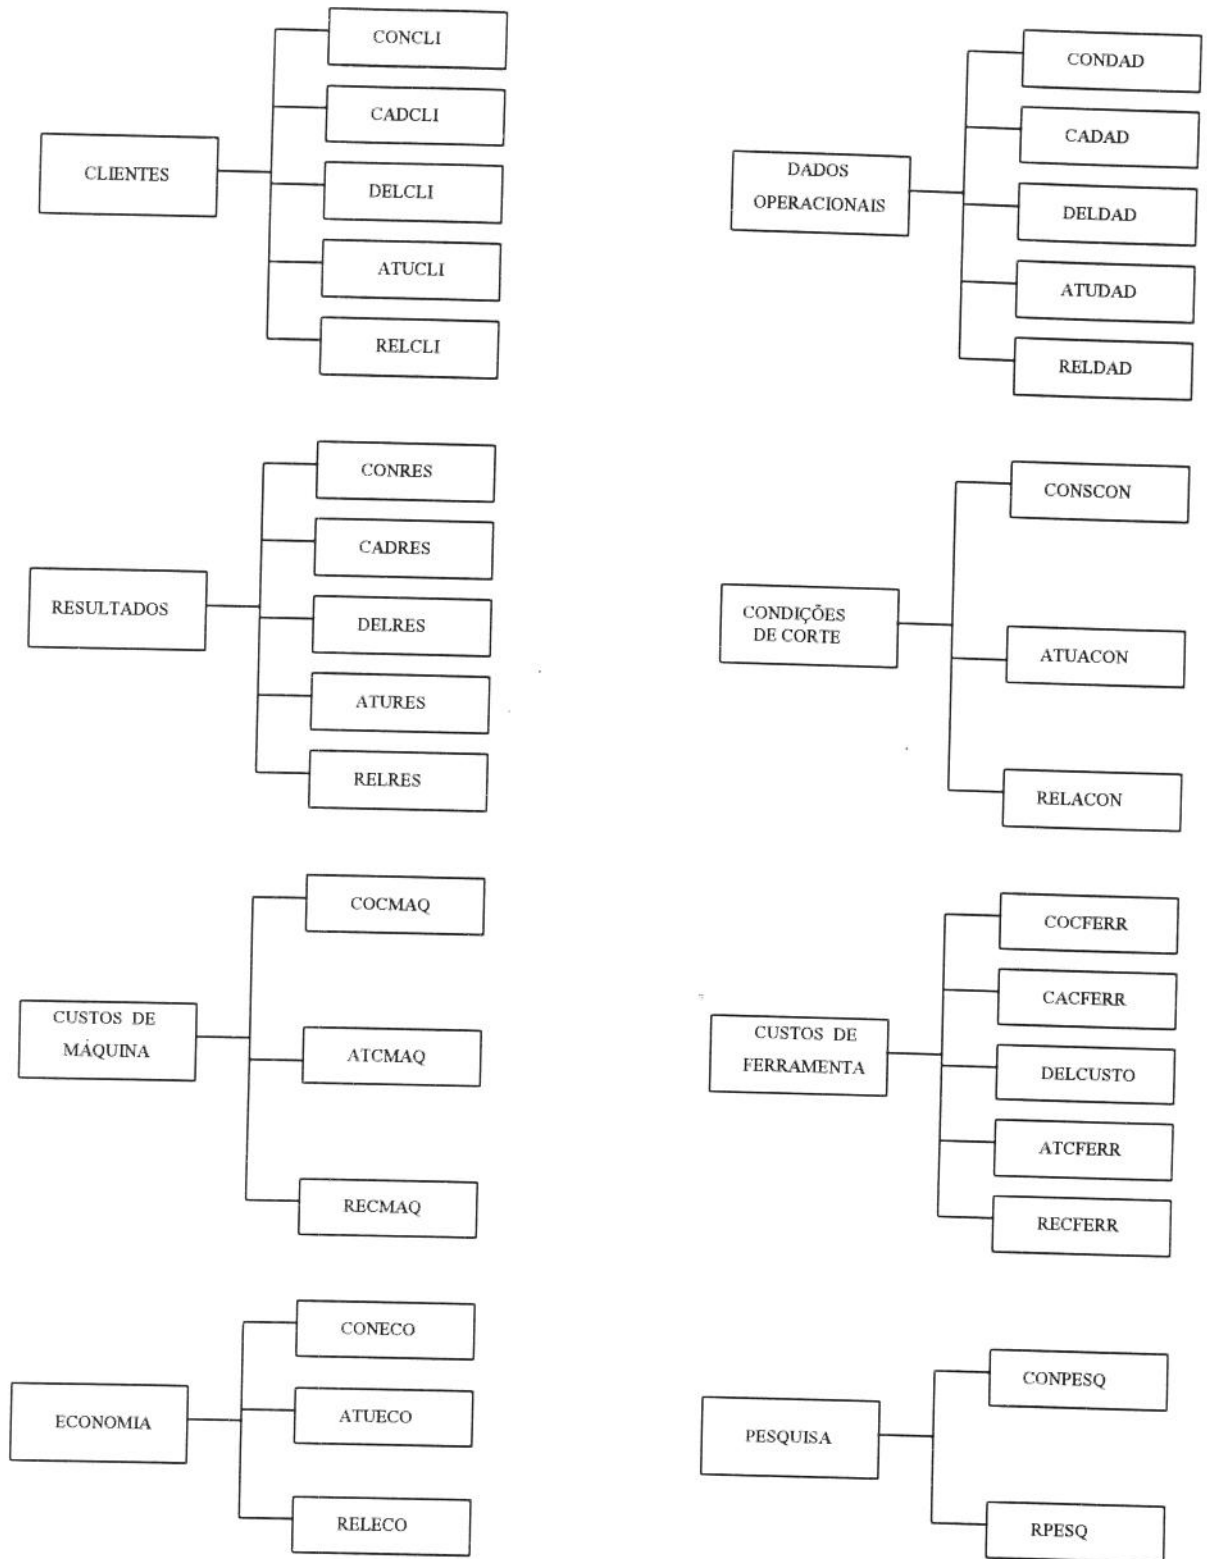 CLIENTES
CONCLI
CADCLI
DELCLI
ATUCLI
RELCLI
DADOS
OPERACIONAIS
CONDAD
CADAD
DELDAD
ATUDAD
RELDAD
RESULTADOS
CONRES
CADRES
DELRES
ATURES
RELRES
CONDIÇÕES
DE CORTE
CONSCON
ATUACON
RELACON
CUSTOS DE
MÁQUINA
COCMAQ
ATCMAQ
RECMAQ
CUSTOS DE
FERRAMENTA
COCFERR
CACFERR
DELCUSTO
ATCFERR
RECFERR
ECONOMIA
CONECO
ATUECO
RELECO
PESQUISA
CONPESQ
RPESQ